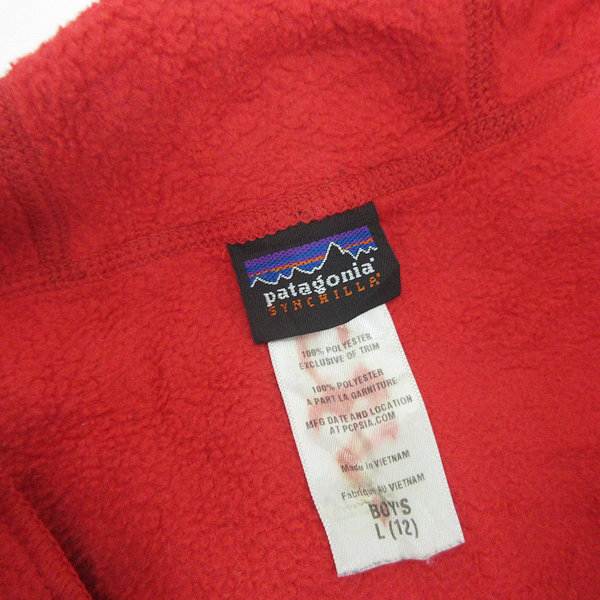 patagonia®
SYNCHILLA®
100% POLYESTER
EXCLUSIVE OF TRIM
100% POLYESTER
A PART LA GARNITURE
MFG DATE AND LOCATION
AT PCPSIA.COM
Made in VIETNAM
Fabrique AU VIETNAM
BOY'S
L (12)